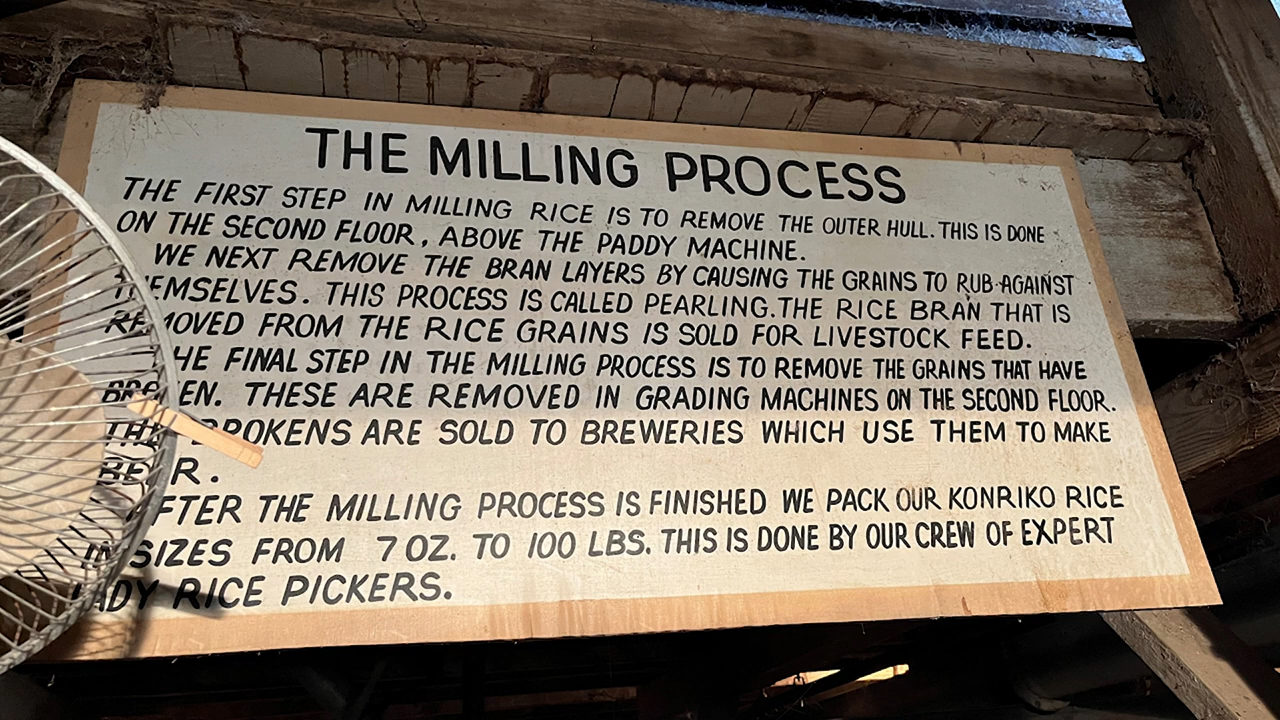 THE MILLING PROCESS
THE FIRST STEP IN MILLING RICE IS TO REMOVE THE OUTER HULL. THIS IS DONE
ON THE SECOND FLOOR, ABOVE THE PADDY MACHINE.
WE NEXT REMOVE THE BRAN LAYERS BY CAUSING THE GRAINS TO RUB AGAINST
THEMSELVES. THIS PROCESS IS CALLED PEARLING. THE RICE BRAN THAT IS
REMOVED FROM THE RICE GRAINS IS SOLD FOR LIVESTOCK FEED.
THE FINAL STEP IN THE MILLING PROCESS IS TO REMOVE THE GRAINS THAT HAVE
BROKEN. THESE ARE REMOVED IN GRADING MACHINES ON THE SECOND FLOOR.
THE BROKENS ARE SOLD TO BREWERIES WHICH USE THEM TO MAKE
BEER.
AFTER THE MILLING PROCESS IS FINISHED WE PACK OUR KONRIKO RICE
IN SIZES FROM 7 OZ. TO 100 LBS. THIS IS DONE BY OUR CREW OF EXPERT
LADY RICE PICKERS.